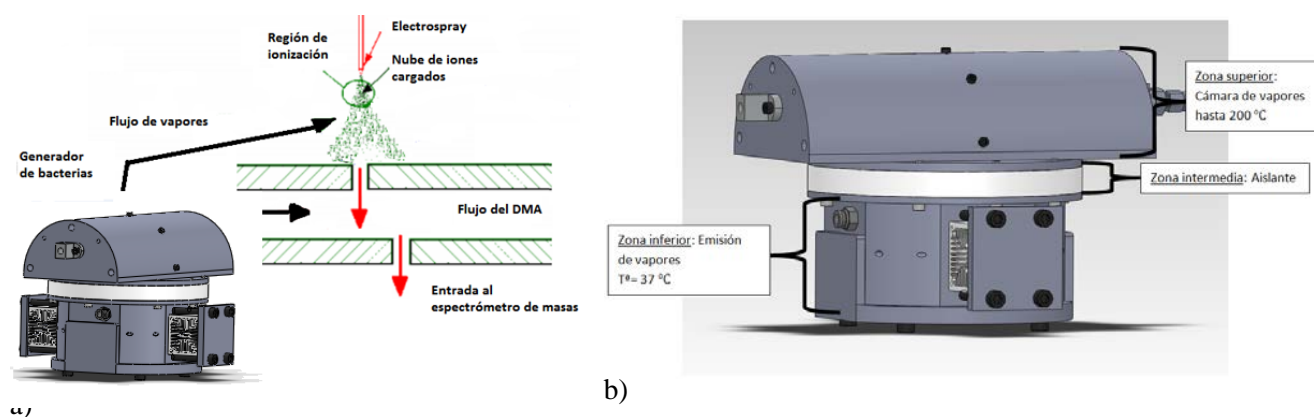 Electrospray
Región de
ionización
Nube de iones
cargados
Flujo de vapores
Generador
de bacterias
Flujo del DMA
Entrada al
espectrómetro de
masas
a)
Zona superior:
Cámara de vapores
hasta 200 ºC
Zona intermedia: Aislante
Zona inferior: Emisión
de vapores
Tª= 37 ºC
b)